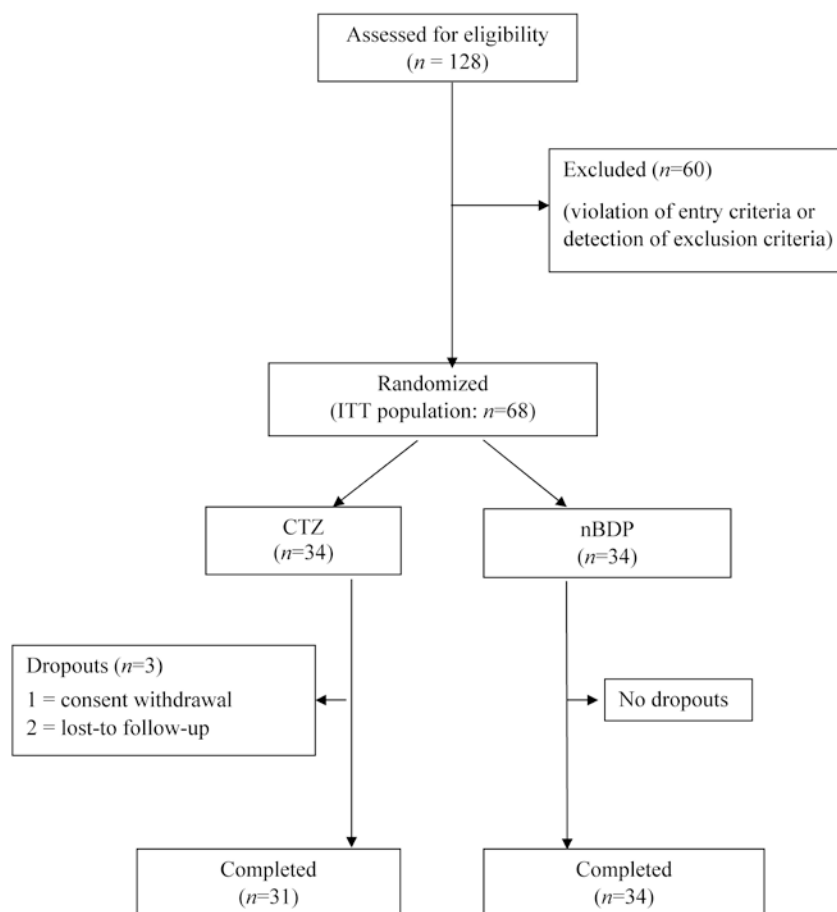 Assessed for eligibility
(n = 128)
Excluded (n=60)
(violation of entry criteria or
detection of exclusion criteria)
Randomized
(ITT population: n=68)
CTZ
(n=34)
nBDP
(n=34)
Dropouts (n=3)
1 = consent withdrawal
2 = lost-to follow-up
No dropouts
Completed
(n=31)
Completed
(n=34)